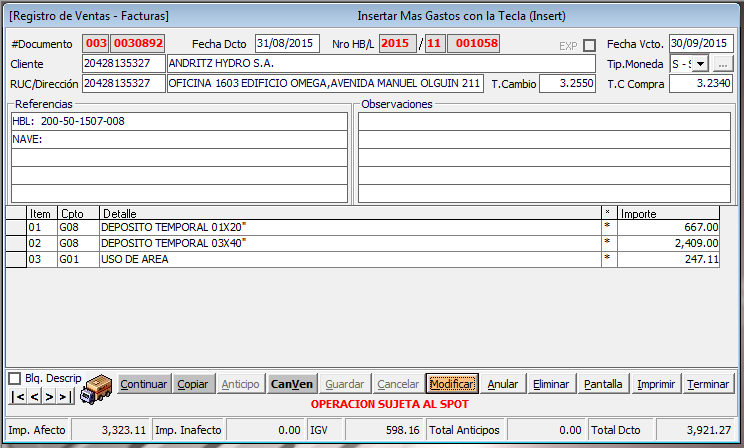 [Registro de Ventas - Facturas] Insertar Mas Gastos con la Tecla (Insert)
#Documento 003 0030892 Fecha Dcto 31/08/2015 Nro HB/L 2015 / 11 001058 EXP Fecha Vcto. 30/09/2015
Cliente 20428135327 ANDRITZ HYDRO S.A. Tip.Moneda S - S ...
RUC/Dirección 20428135327 OFICINA 1603 EDIFICIO OMEGA,AVENIDA MANUEL OLGUIN 211 T.Cambio 3.2550 T.C Compra 3.2340
Referencias Observaciones
HBL: 200-50-1507-008
NAVE:
Item Cpto Detalle * Importe
01 G08 DEPOSITO TEMPORAL 01X20" * 667.00
02 G08 DEPOSITO TEMPORAL 03X40" * 2,409.00
03 G01 USO DE AREA * 247.11
Blq. Descrip
|< < > >| Continuar Copiar Anticipo CanVen Guardar Cancelar Modificar Anular Eliminar Pantalla Imprimir Terminar
OPERACION SUJETA AL SPOT
Imp. Afecto 3,323.11 Imp. Inafecto 0.00 IGV 598.16 Total Anticipos 0.00 Total Dcto 3,921.27